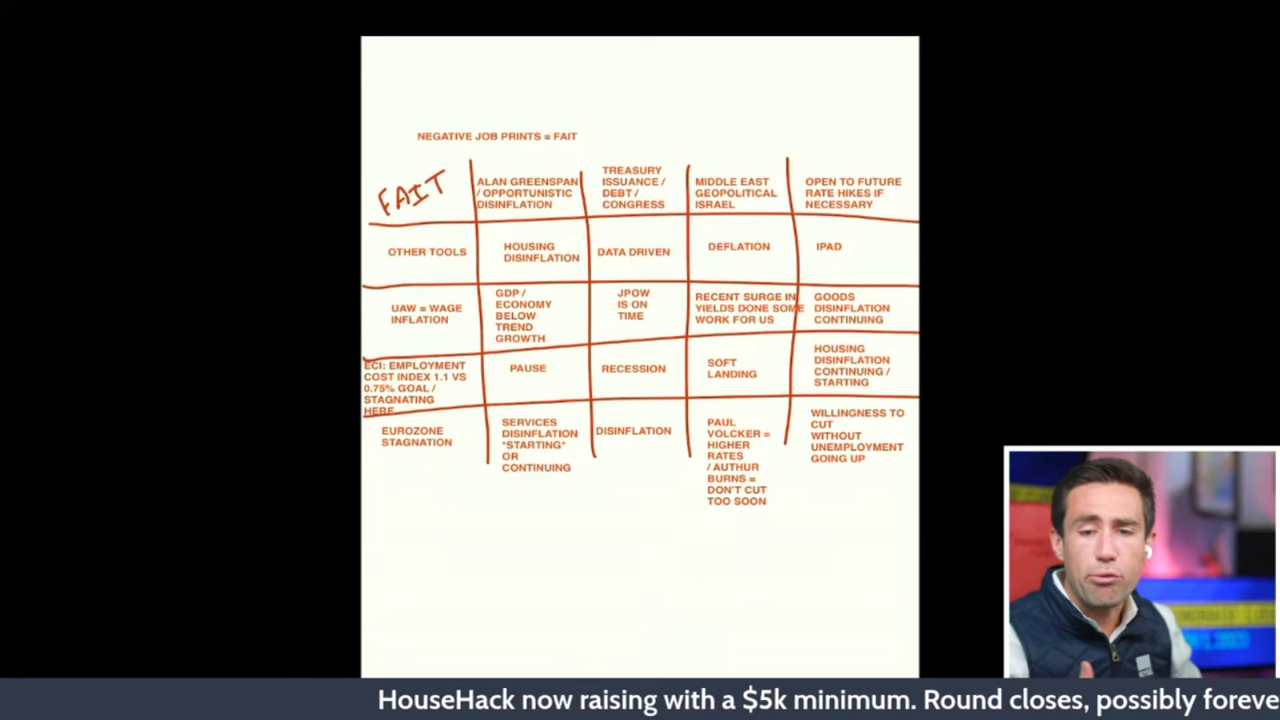 NEGATIVE JOB PRINTS = FAIT
FAIT
ALAN GREENSPAN
/ OPPORTUNISTIC
DISINFLATION
TREASURY
ISSUANCE /
DEBT /
CONGRESS
MIDDLE EAST
GEOPOLITICAL
ISRAEL
OPEN TO FUTURE
RATE HIKES IF
NECESSARY
OTHER TOOLS
HOUSING
DISINFLATION
DATA DRIVEN
DEFLATION
IPAD
UAW = WAGE
INFLATION
GDP /
ECONOMY
BELOW
TREND
GROWTH
JPOW
IS ON
TIME
RECENT SURGE IN
YIELDS DONE SOME
WORK FOR US
GOODS
DISINFLATION
CONTINUING
ECI: EMPLOYMENT
COST INDEX 1.1 VS
0.75% GOAL /
STAGNATING
HERE
PAUSE
RECESSION
SOFT
LANDING
HOUSING
DISINFLATION
CONTINUING /
STARTING
EUROZONE
STAGNATION
SERVICES
DISINFLATION
*STARTING*
OR
CONTINUING
DISINFLATION
PAUL
VOLCKER =
HIGHER
RATES
/ AUTHUR
BURNS =
DON'T CUT
TOO SOON
WILLINGNESS TO
CUT
WITHOUT
UNEMPLOYMENT
GOING UP
HouseHack now raising with a $5k minimum. Round closes, possibly foreve